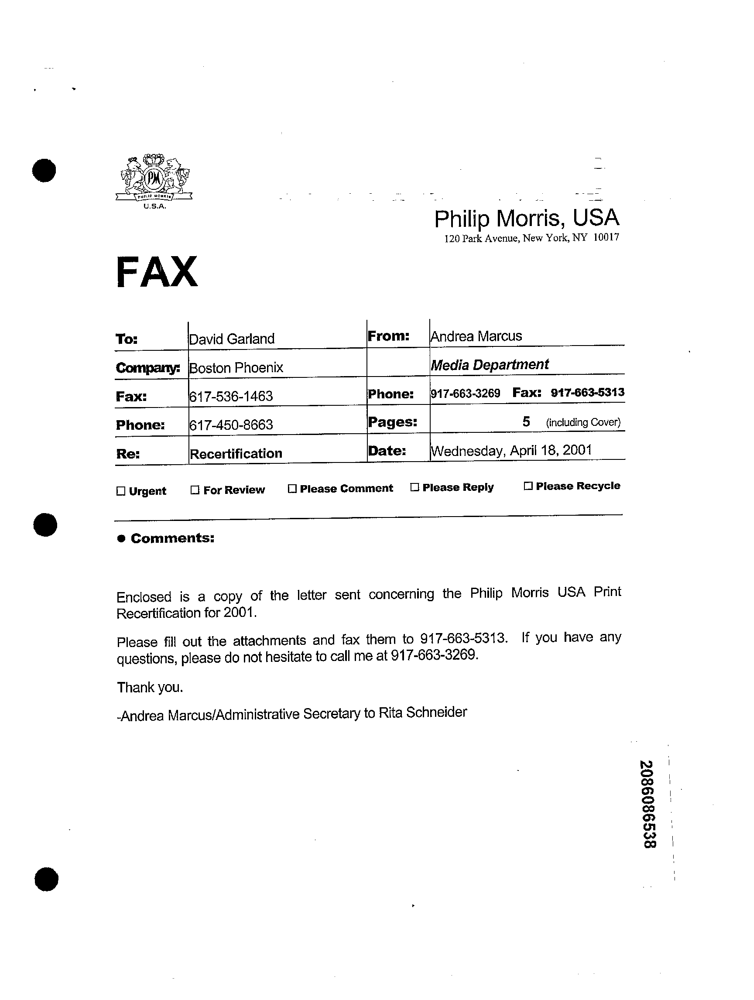 PM
PHILIP MORRIS
U.S.A.
Philip Morris, USA
120 Park Avenue, New York, NY 10017
FAX
To: David Garland From: Andrea Marcus
Company: Boston Phoenix Media Department
Fax: 617-536-1463 Phone: 917-663-3269 Fax: 917-663-5313
Phone: 617-450-8663 Pages: 5 (including Cover)
Re: Recertification Date: Wednesday, April 18, 2001
☐ Urgent ☐ For Review ☐ Please Comment ☐ Please Reply ☐ Please Recycle
● Comments:
Enclosed is a copy of the letter sent concerning the Philip Morris USA Print
Recertification for 2001.
Please fill out the attachments and fax them to 917-663-5313. If you have any
questions, please do not hesitate to call me at 917-663-3269.
Thank you.
-Andrea Marcus/Administrative Secretary to Rita Schneider
2086086538